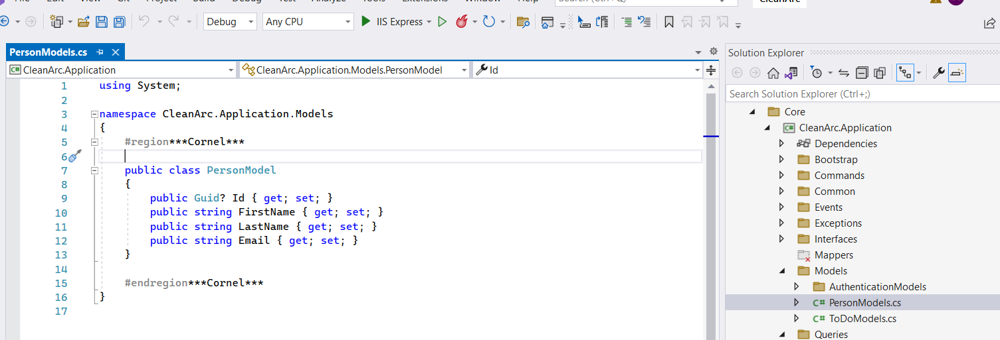 Debug
Any CPU
IIS Express
PersonModels.cs
CleanArc.Application
CleanArc.Application.Models.PersonModel
Id
1 using System;
2
3 namespace CleanArc.Application.Models
4 {
5 #region***Cornel***
6
7 public class PersonModel
8 {
9 public Guid? Id { get; set; }
10 public string FirstName { get; set; }
11 public string LastName { get; set; }
12 public string Email { get; set; }
13 }
14
15 #endregion***Cornel***
16 }
17
Solution Explorer
Search Solution Explorer (Ctrl+;)
Core
C# CleanArc.Application
Dependencies
Bootstrap
Commands
Common
Events
Exceptions
Interfaces
Mappers
Models
AuthenticationModels
C# PersonModels.cs
C# ToDoModels.cs
Queries